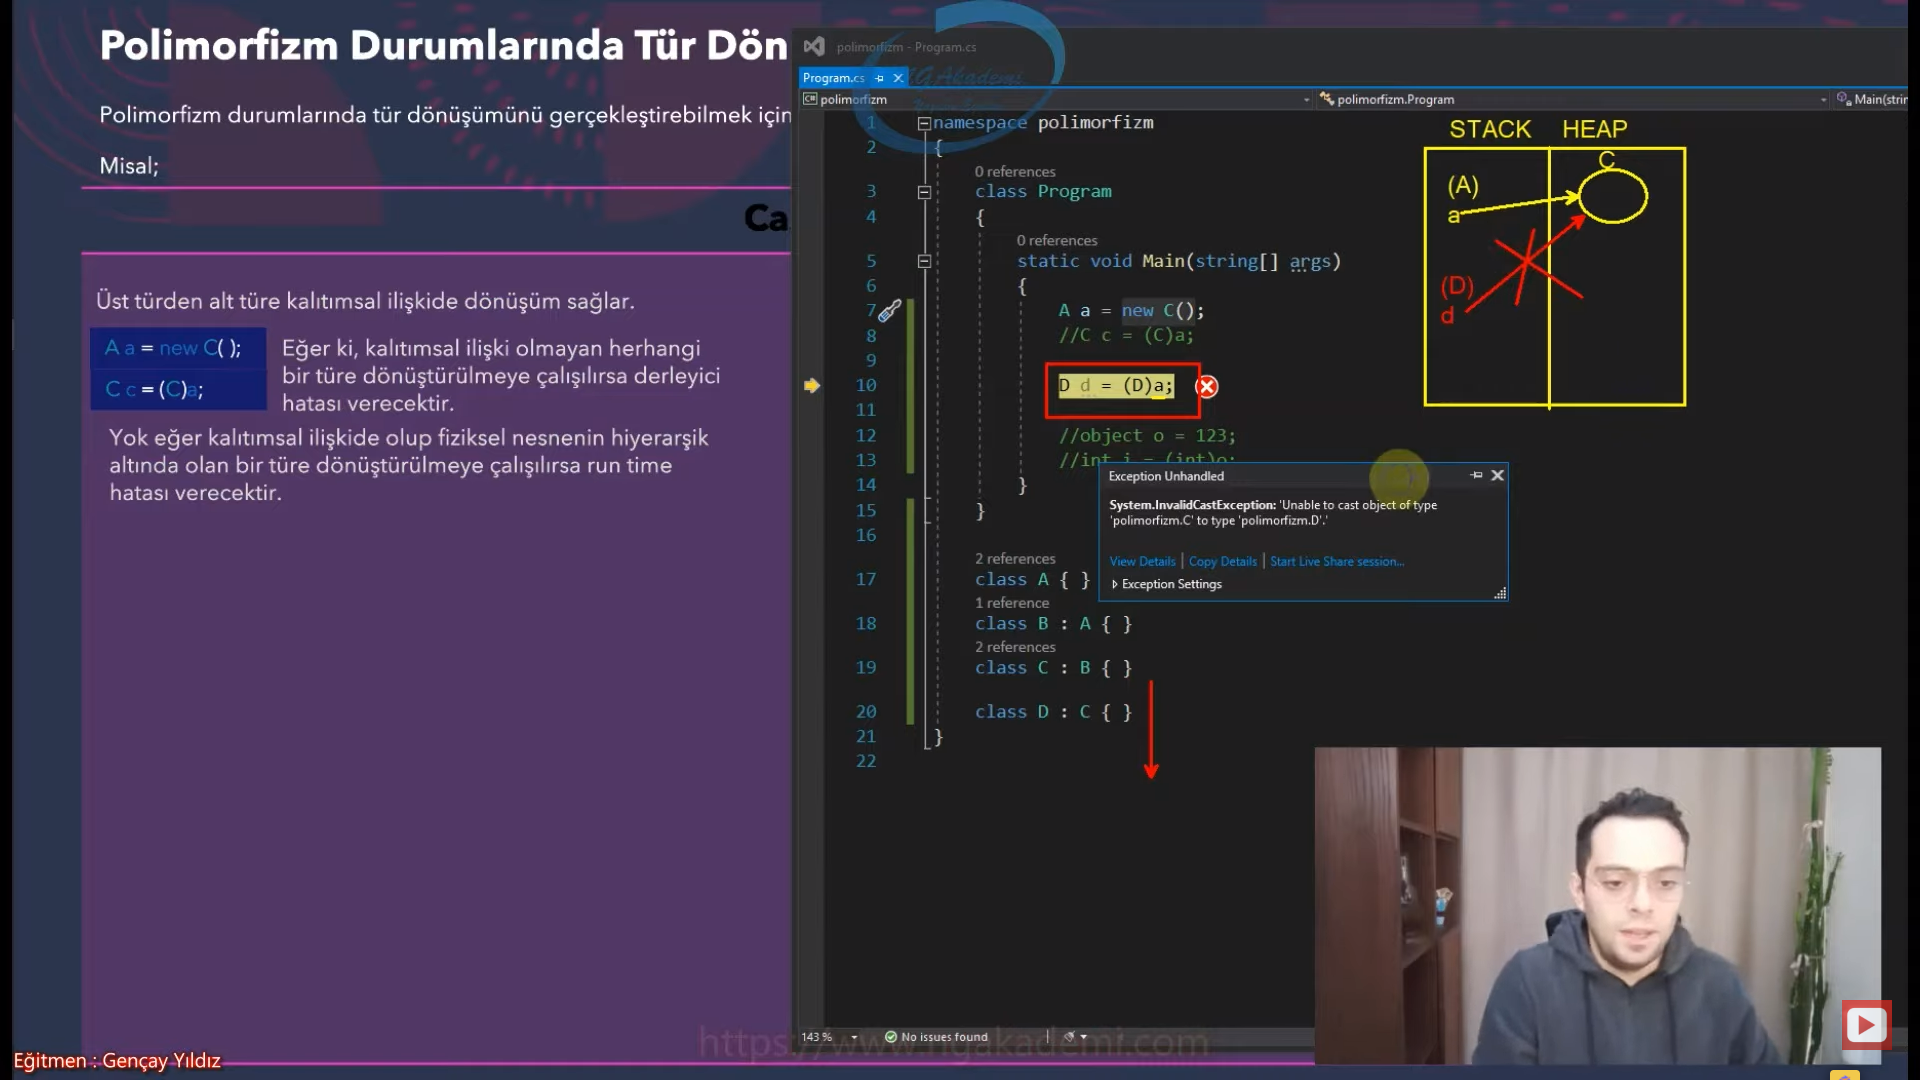 Polimorfizm Durumlarında Tür Dön
Polimorfizm durumlarında tür dönüşümünü gerçekleştirebilmek için
Misal;
Ca
Üst türden alt türe kalıtımsal ilişkide dönüşüm sağlar.
A a = new C( );
C c = (C)a;
Eğer ki, kalıtımsal ilişki olmayan herhangi
bir türe dönüştürülmeye çalışılırsa derleyici
hatası verecektir.
Yok eğer kalıtımsal ilişkide olup fiziksel nesnenin hiyerarşik
altında olan bir türe dönüştürülmeye çalışılırsa run time
hatası verecektir.
Eğitmen : Gençay Yıldız
polimorfizm - Program.cs
NGAkademi
Program.cs
polimorfizm
polimorfizm.Program
Main(strin
1 namespace polimorfizm
2 {
0 references
3 class Program
4 {
0 references
5 static void Main(string[] args)
6 {
7 A a = new C();
8 //C c = (C)a;
9
10 D d = (D)a;
11
12 //object o = 123;
13 //int i = (int)o;
14 }
15 }
16
2 references
17 class A { }
1 reference
18 class B : A { }
2 references
19 class C : B { }
20 class D : C { }
21 }
22
Exception Unhandled
System.InvalidCastException: 'Unable to cast object of type
'polimorfizm.C' to type 'polimorfizm.D'.'
View Details | Copy Details | Start Live Share session...
Exception Settings
STACK HEAP
C
(A)
a
(D)
d
143 %
No issues found
https://www.ngakademi.com